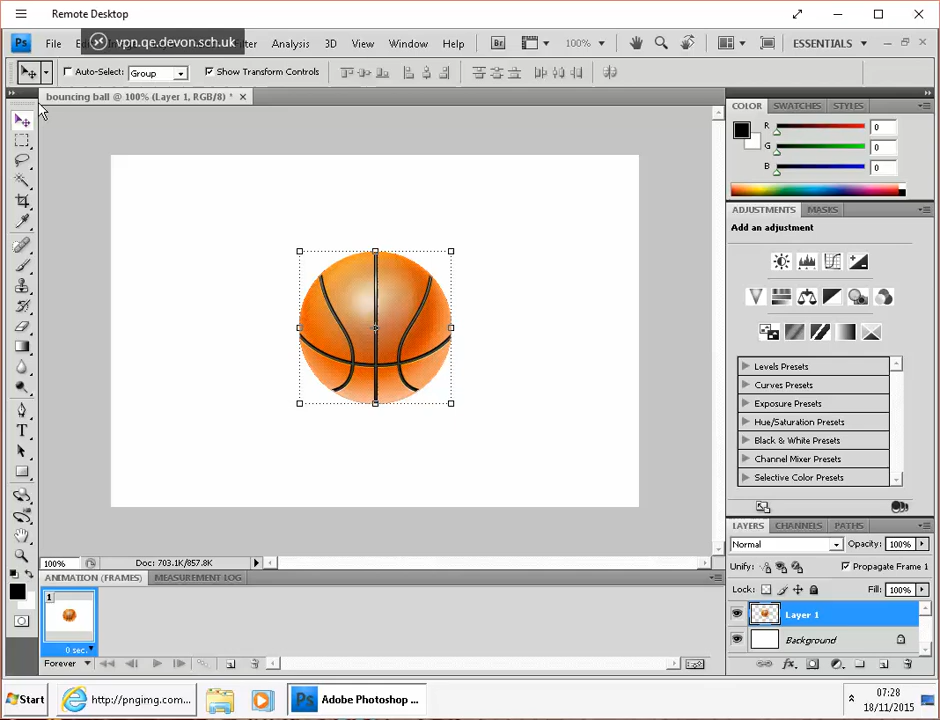 Remote Desktop
vpn.qe.devon.sch.uk
Ps File Filter Analysis 3D View Window Help Br 100% ESSENTIALS
Auto-Select: Group Show Transform Controls
bouncing ball @ 100% (Layer 1, RGB/8) *
COLOR SWATCHES STYLES
R 0
G 0
B 0
ADJUSTMENTS MASKS
Add an adjustment
Levels Presets
Curves Presets
Exposure Presets
Hue/Saturation Presets
Black & White Presets
Channel Mixer Presets
Selective Color Presets
LAYERS CHANNELS PATHS
Normal Opacity: 100%
Unify: Propagate Frame 1
Lock: Fill: 100%
Layer 1
Background
100% Doc: 703.1K/857.8K
ANIMATION (FRAMES) MEASUREMENT LOG
1
0 sec.
Forever
Start http://pngimg.com... Ps Adobe Photoshop ...
07:28
18/11/2015